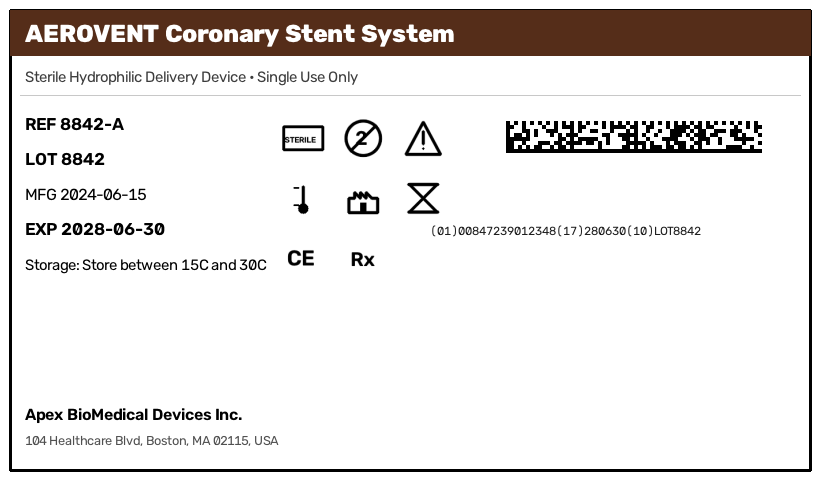 AEROVENT Coronary Stent System
Sterile Hydrophilic Delivery Device • Single Use Only
REF 8842-A
LOT 8842
MFG 2024-06-15
EXP 2028-06-30
Storage: Store between 15C and 30C
STERILE
2
(01)00847239012348(17)280630(10)LOT8842
CE Rx
Apex BioMedical Devices Inc.
104 Healthcare Blvd, Boston, MA 02115, USA